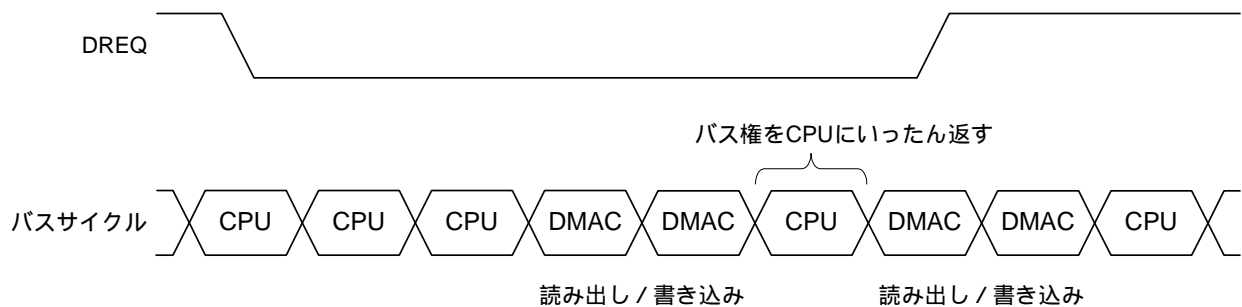 DREQ
バス権をCPUにいったん返す
バスサイクル CPU CPU CPU DMAC DMAC CPU DMAC DMAC CPU
読み出し / 書き込み 読み出し / 書き込み